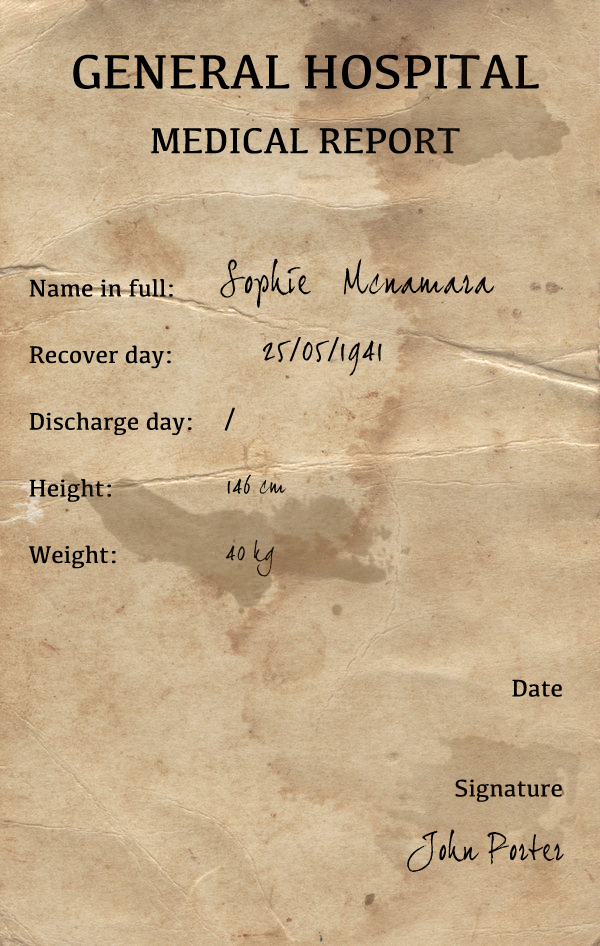 GENERAL HOSPITAL
MEDICAL REPORT
Name in full: Sophie Mcnamara
Recover day: 25/05/1941
Discharge day: /
Height: 146 cm
Weight: 40 kg
Date
Signature
John Porter